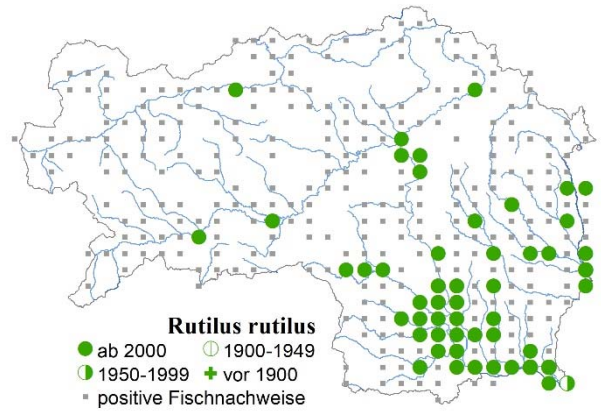 Rutilus rutilus
ab 2000 1900-1949
1950-1999 vor 1900
positive Fischnachweise